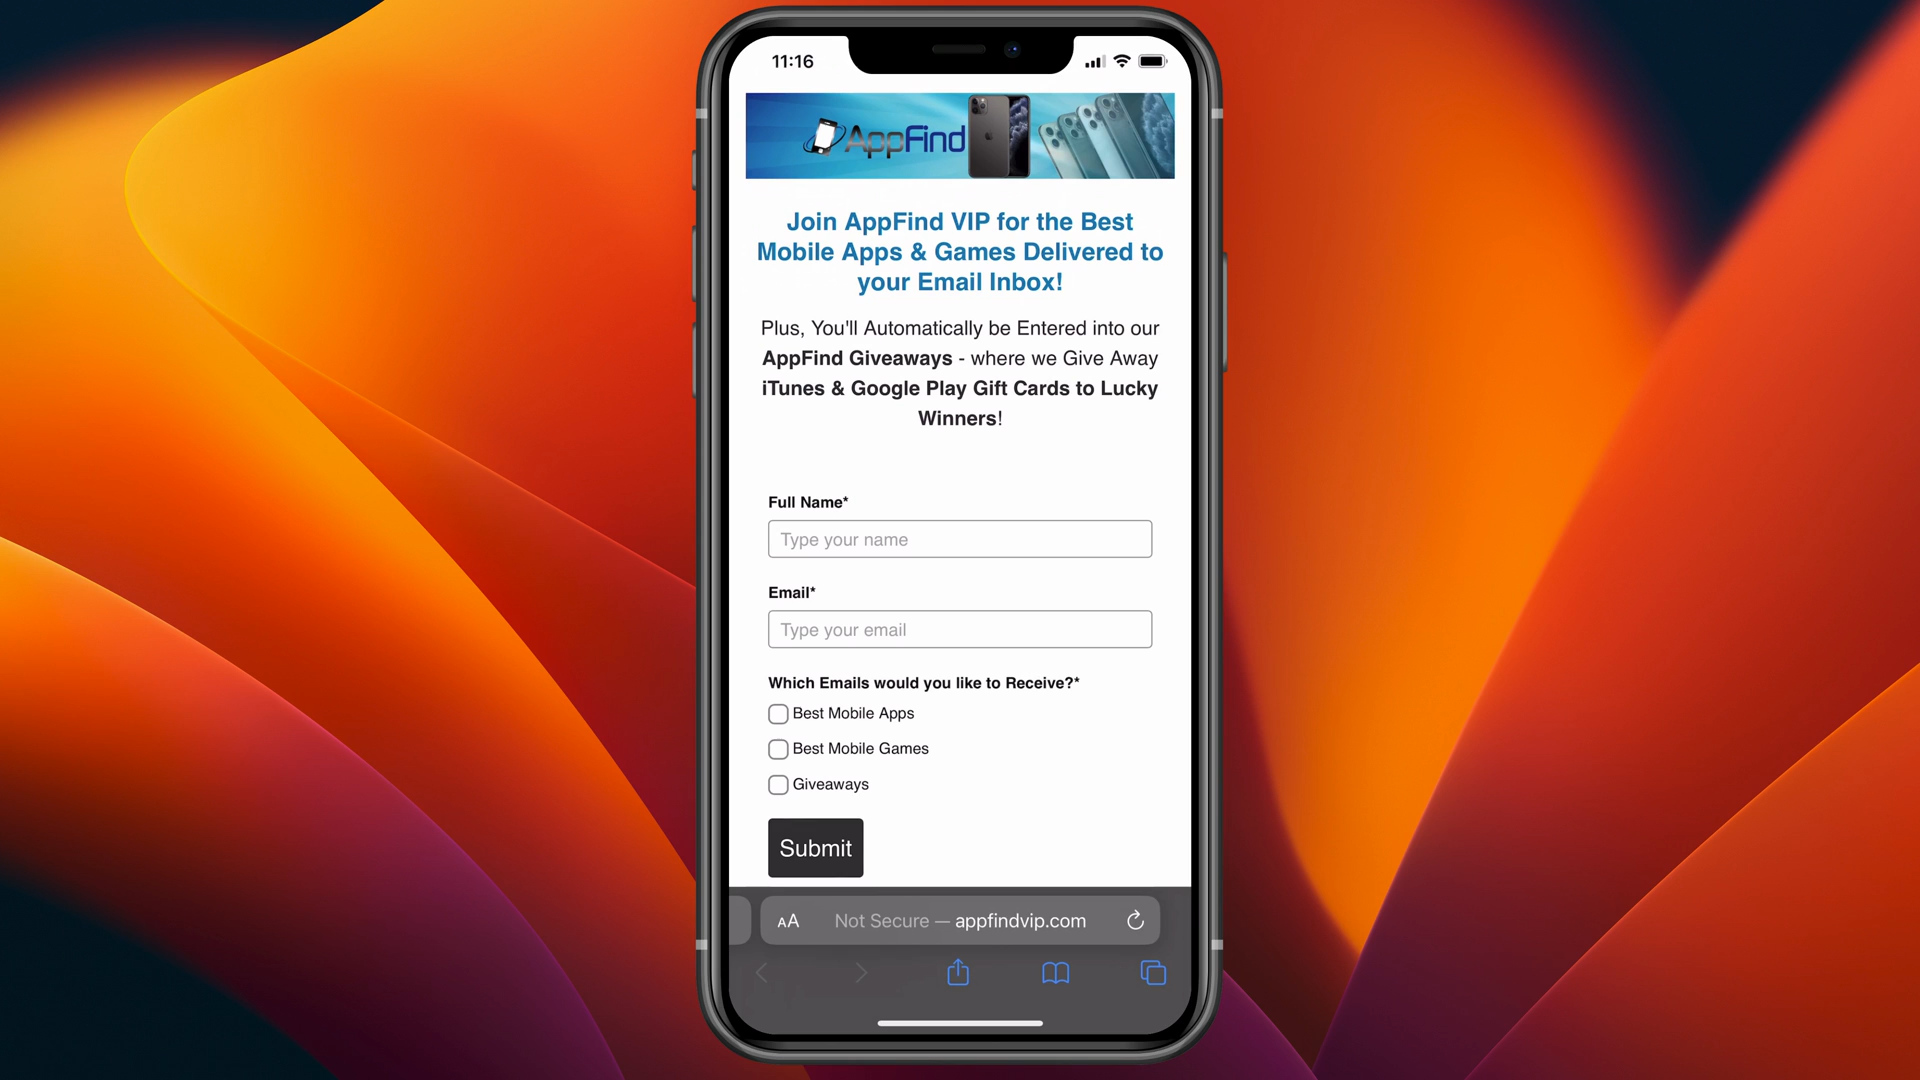 11:16
AppFind
Join AppFind VIP for the Best
Mobile Apps & Games Delivered to
your Email Inbox!
Plus, You'll Automatically be Entered into our
AppFind Giveaways - where we Give Away
iTunes & Google Play Gift Cards to Lucky
Winners!
Full Name*
Type your name
Email*
Type your email
Which Emails would you like to Receive?*
Best Mobile Apps
Best Mobile Games
Giveaways
Submit
AA Not Secure — appfindvip.com